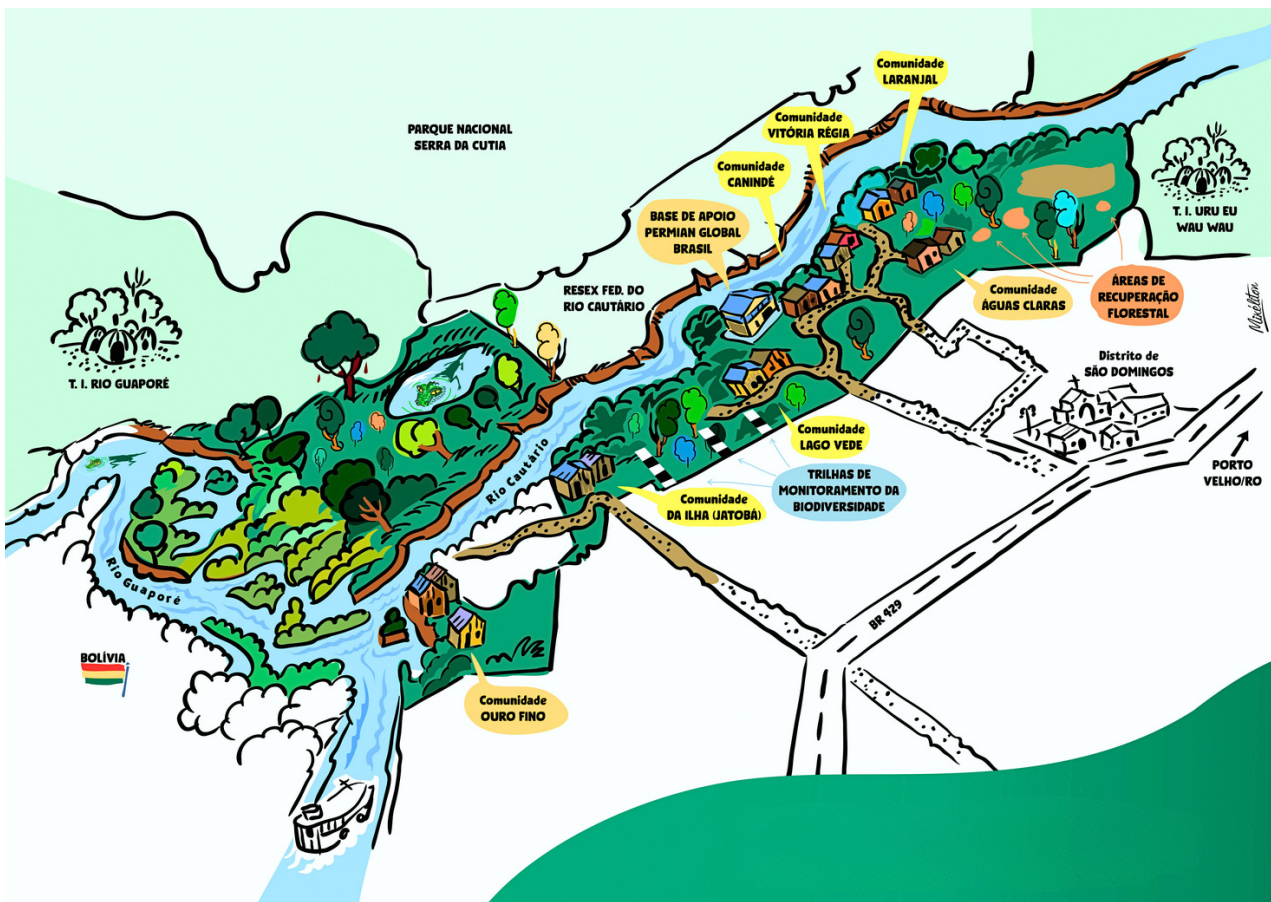 Comunidade
LARANJAL
Comunidade
VITÓRIA RÉGIA
PARQUE NACIONAL
SERRA DA CUTIA
Comunidade
CANINDÉ
BASE DE APOIO
PERMIAN GLOBAL
BRASIL
T. I. URU EU
WAU WAU
RESEX FED. DO
RIO CAUTÁRIO
Comunidade
ÁGUAS CLARAS
ÁREAS DE
RECUPERAÇÃO
FLORESTAL
Mixéliton
T. I. RIO GUAPORÉ
Distrito de
SÃO DOMINGOS
Comunidade
LAGO VEDE
Rio Cautário
TRILHAS DE
MONITORAMENTO DA
BIODIVERSIDADE
PORTO
VELHO/RO
Comunidade
DA ILHA (JATOBÁ)
Rio Guaporé
BR 429
BOLÍVIA
Comunidade
OURO FINO